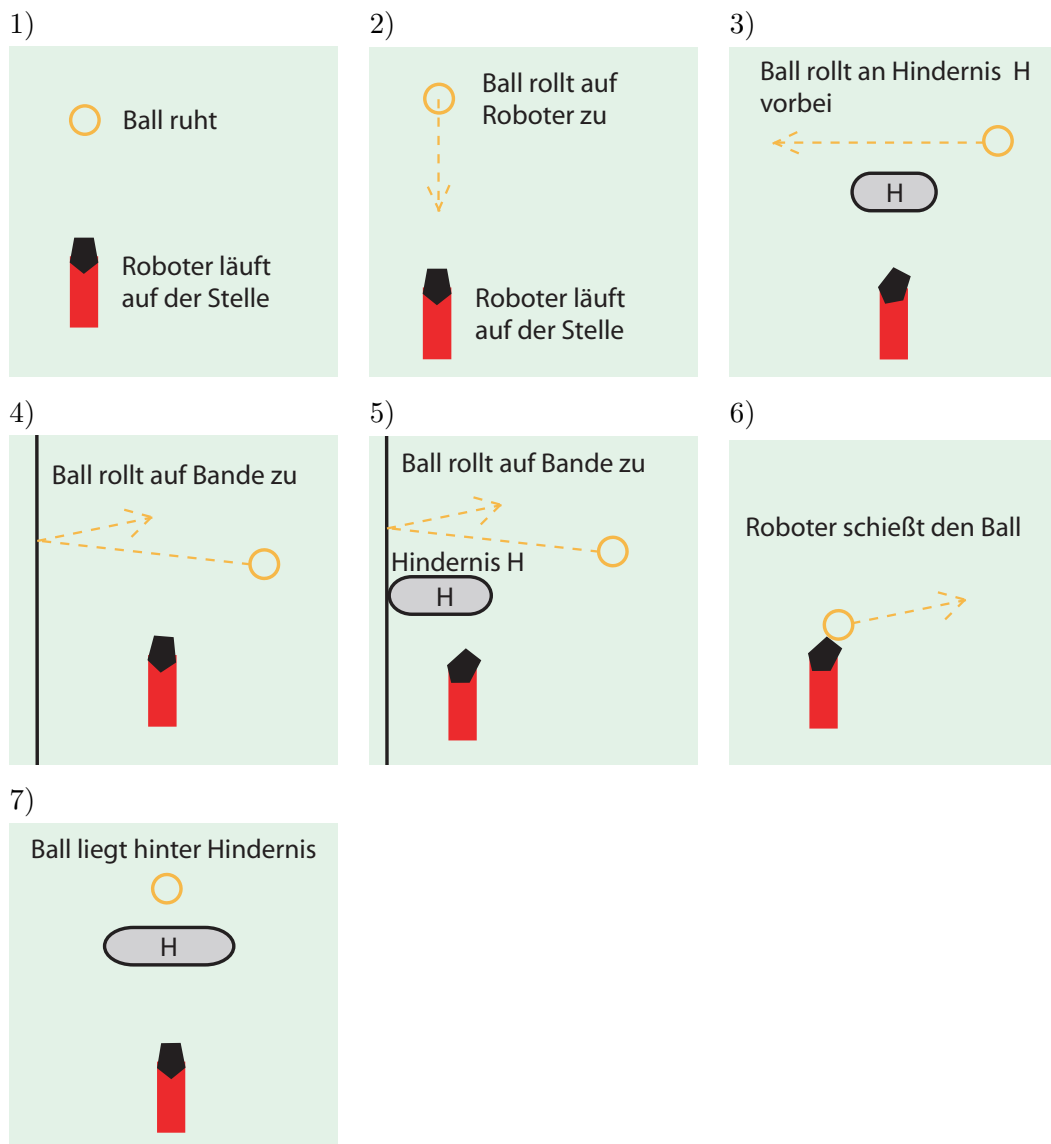 1)
Ball ruht
Roboter läuft
auf der Stelle
2)
Ball rollt auf
Roboter zu
Roboter läuft
auf der Stelle
3)
Ball rollt an Hindernis H
vorbei
H
4)
Ball rollt auf Bande zu
5)
Ball rollt auf Bande zu
Hindernis H
H
6)
Roboter schießt den Ball
7)
Ball liegt hinter Hindernis
H